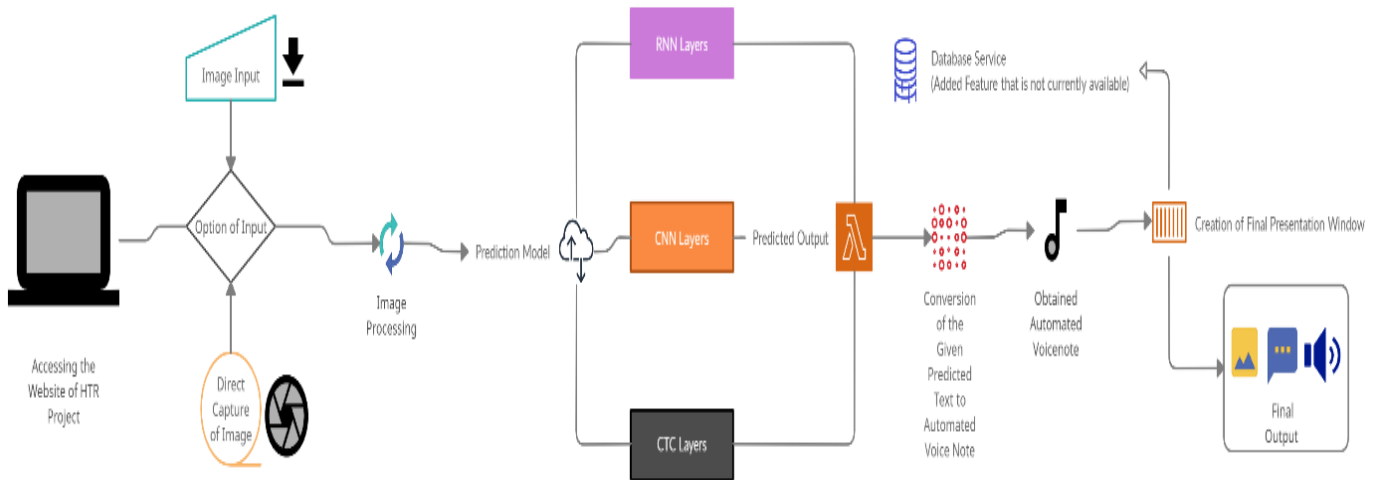 Image Input
Option of Input
Accessing the
Website of HTR
Project
Direct
Capture
of Image
Image
Processing
Prediction Model
RNN Layers
CNN Layers
CTC Layers
Predicted Output
Database Service
(Added Feature that is not currently available)
Conversion
of the
Given
Predicted
Text to
Automated
Voice Note
Obtained
Automated
Voicenote
Creation of Final Presentation Window
Final
Output